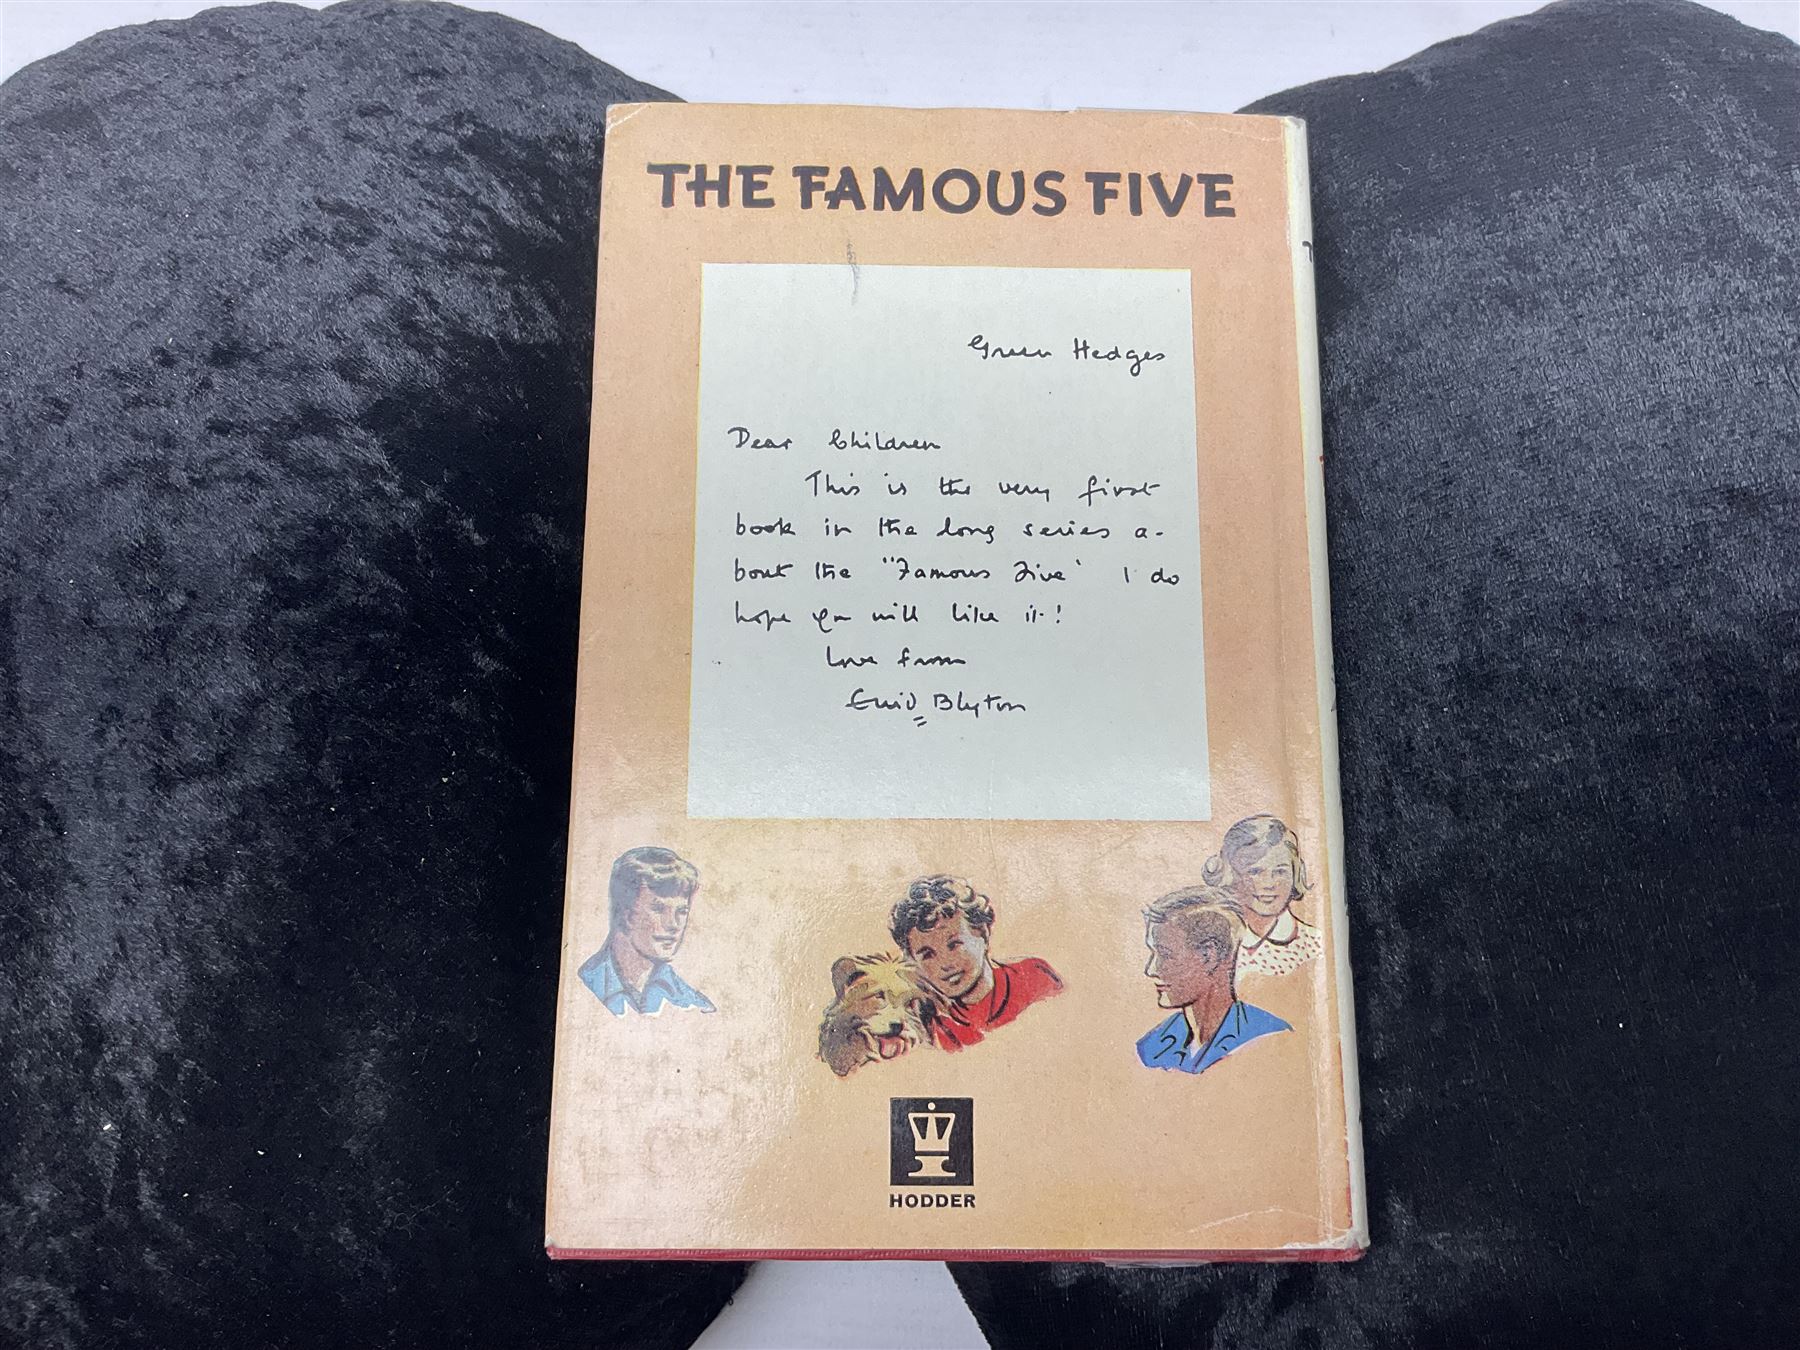 THE FAMOUS FIVE
Green Hedges
Dear Children
This is the very first
book in the long series a-
bout the "Famous Five' I do
hope you will like it!
Love from
Enid Blyton
HODDER